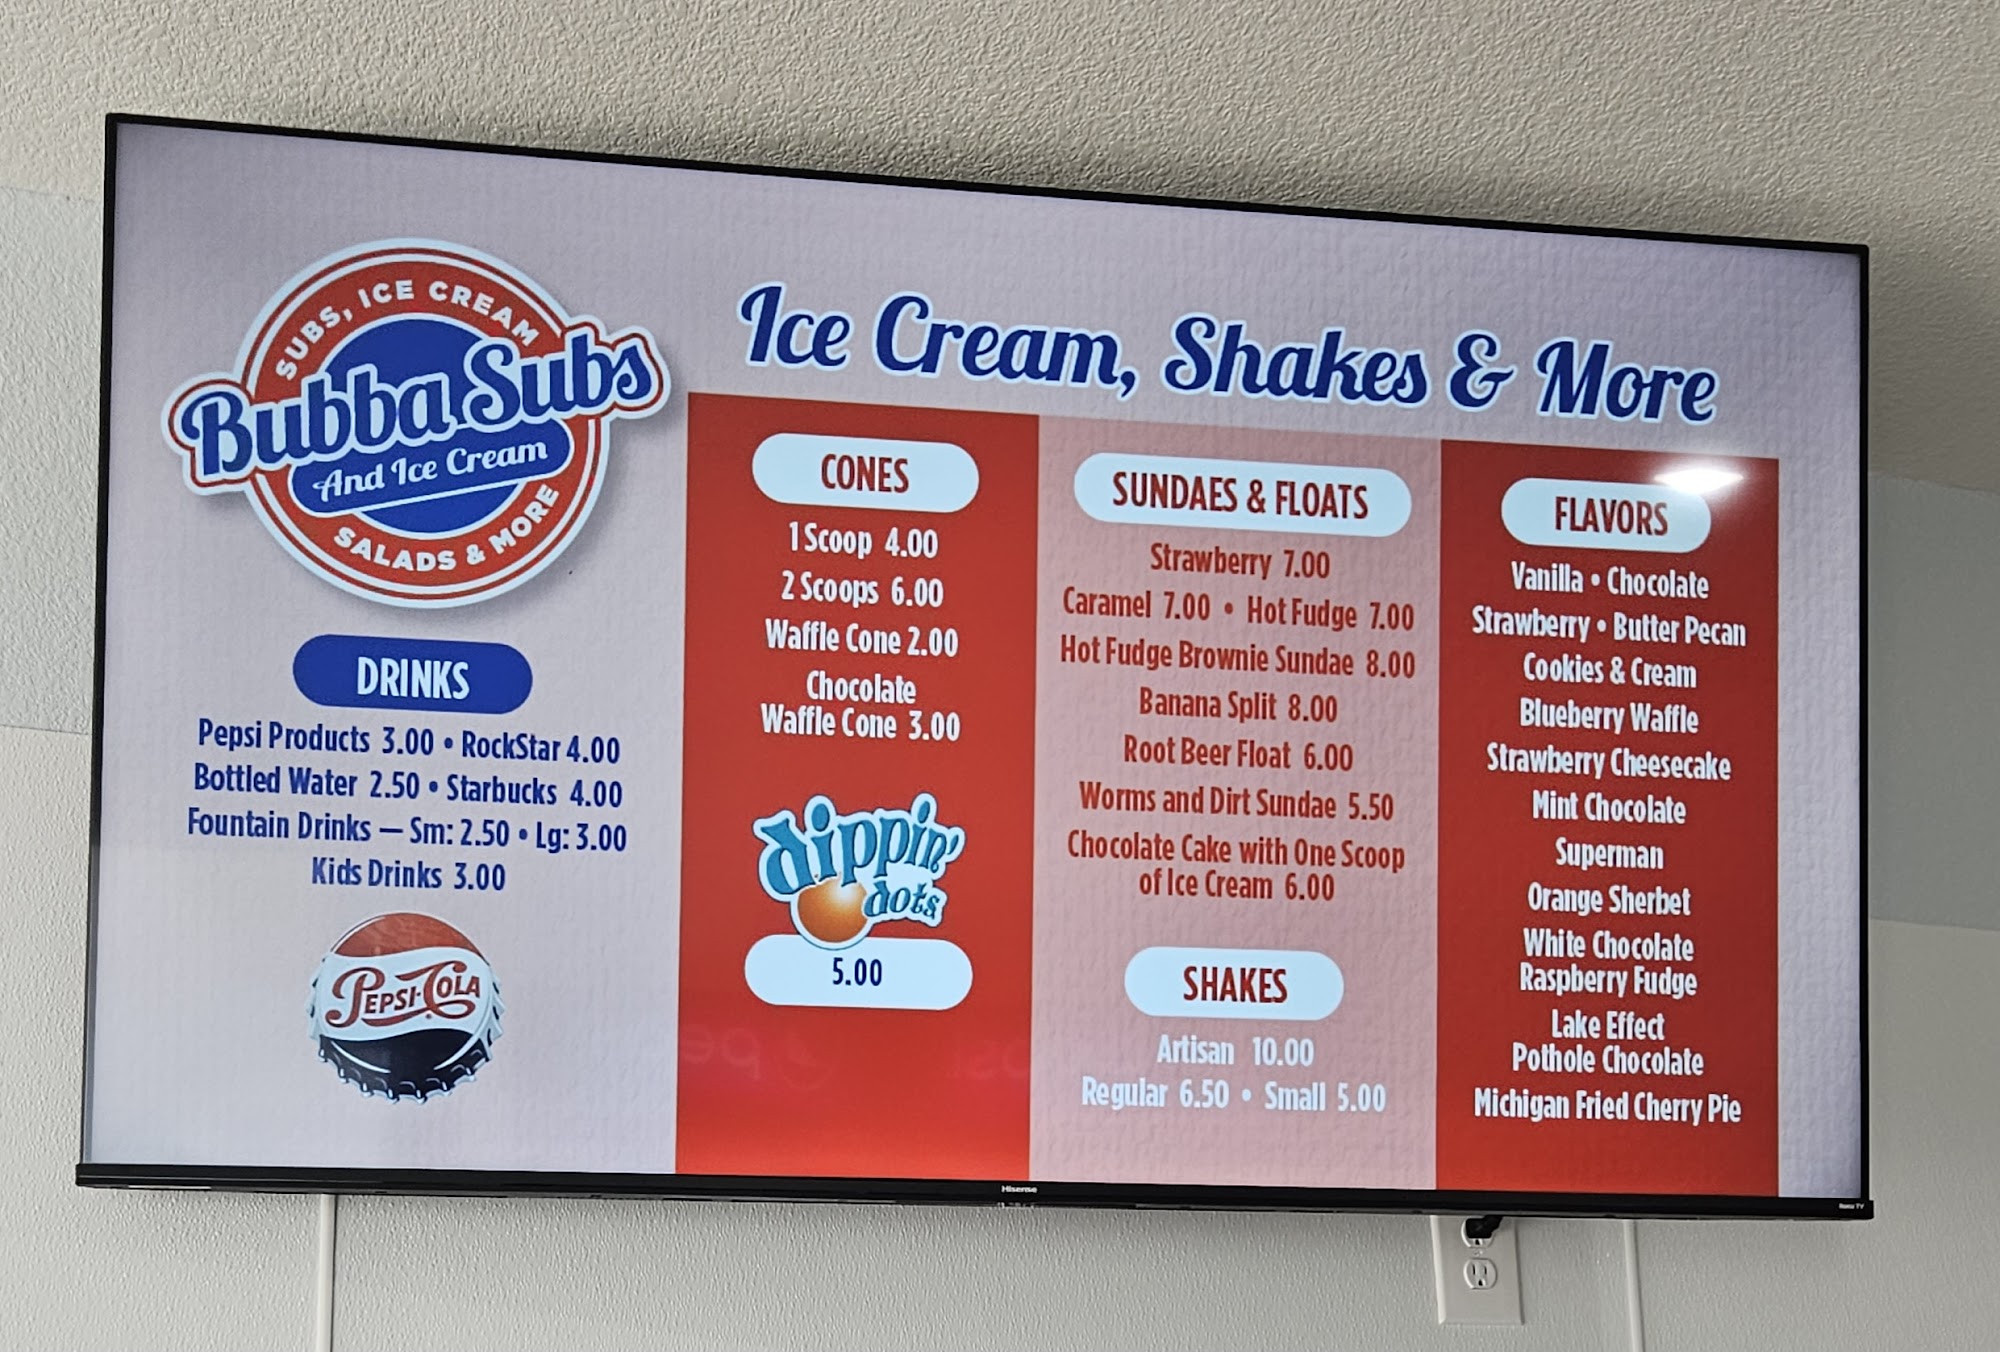 SUBS, ICE CREAM
Bubba Subs
And Ice Cream
SALADS & MORE
DRINKS
Pepsi Products 3.00 • RockStar 4.00
Bottled Water 2.50 • Starbucks 4.00
Fountain Drinks — Sm: 2.50 • Lg: 3.00
Kids Drinks 3.00
PEPSI-COLA
Ice Cream, Shakes & More
CONES
1 Scoop 4.00
2 Scoops 6.00
Waffle Cone 2.00
Chocolate
Waffle Cone 3.00
dippin'
dots
5.00
SUNDAES & FLOATS
Strawberry 7.00
Caramel 7.00 • Hot Fudge 7.00
Hot Fudge Brownie Sundae 8.00
Banana Split 8.00
Root Beer Float 6.00
Worms and Dirt Sundae 5.50
Chocolate Cake with One Scoop
of Ice Cream 6.00
SHAKES
Artisan 10.00
Regular 6.50 • Small 5.00
FLAVORS
Vanilla • Chocolate
Strawberry • Butter Pecan
Cookies & Cream
Blueberry Waffle
Strawberry Cheesecake
Mint Chocolate
Superman
Orange Sherbet
White Chocolate
Raspberry Fudge
Lake Effect
Pothole Chocolate
Michigan Fried Cherry Pie
Hisense
Roku TV